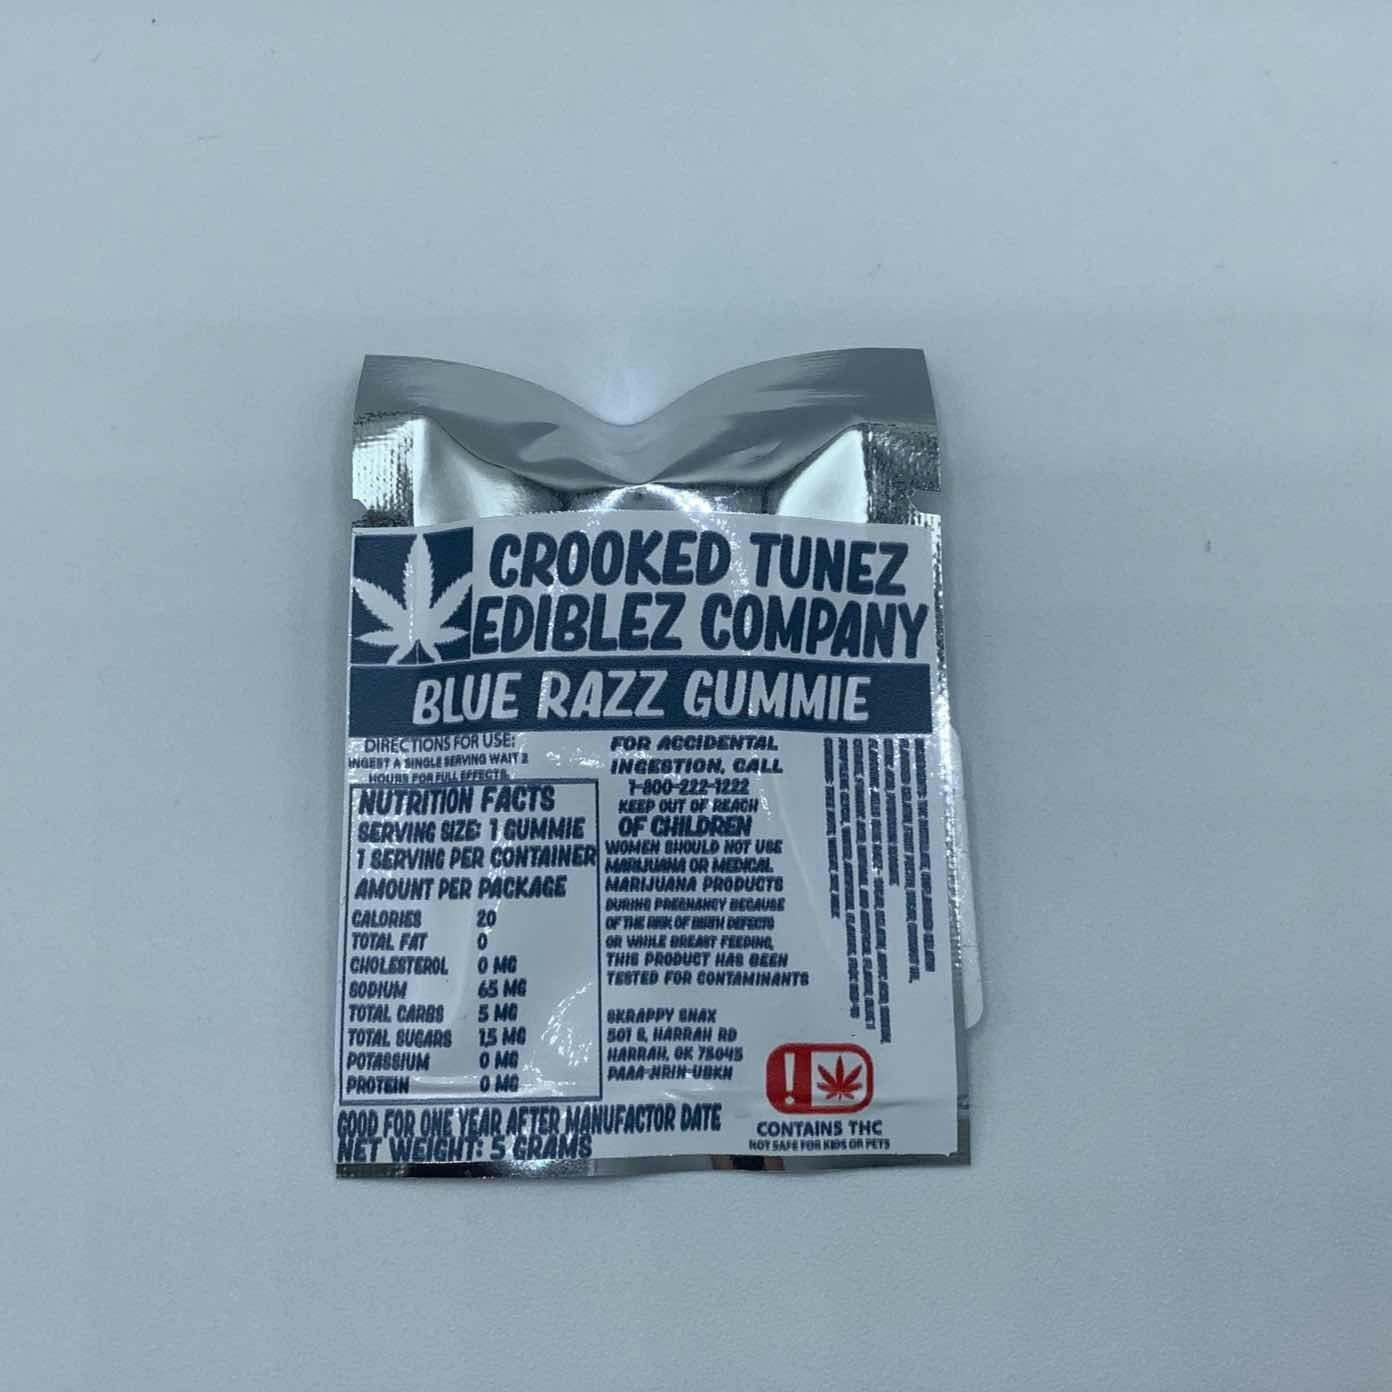 CROOKED TUNEZ
EDIBLEZ COMPANY
BLUE RAZZ GUMMIE
DIRECTIONS FOR USE:
INGEST A SINGLE SERVING WAIT 2
HOURS FOR FULL EFFECTS.
NUTRITION FACTS
SERVING SIZE: 1 GUMMIE
1 SERVING PER CONTAINER
AMOUNT PER PACKAGE
CALORIES 20
TOTAL FAT 0
CHOLESTEROL 0 MG
SODIUM 65 MG
TOTAL CARBS 5 MG
TOTAL SUGARS 15 MG
POTASSIUM 0 MG
PROTEIN 0 MG
GOOD FOR ONE YEAR AFTER MANUFACTOR DATE
NET WEIGHT: 5 GRAMS
FOR ACCIDENTAL
INGESTION, CALL
1-800-222-1222
KEEP OUT OF REACH
OF CHILDREN
WOMEN SHOULD NOT USE
MARIJUANA OR MEDICAL
MARIJUANA PRODUCTS
DURING PREGNANCY BECAUSE
OF THE RISK OF BIRTH DEFECTS
OR WHILE BREAST FEEDING,
THIS PRODUCT HAS BEEN
TESTED FOR CONTAMINANTS
SKRAPPY SNAX
501 S, HARRAH RD
HARRAH, OK 73045
PAAA-NRIN-UBKH
!
CONTAINS THC
NOT SAFE FOR KIDS OR PETS